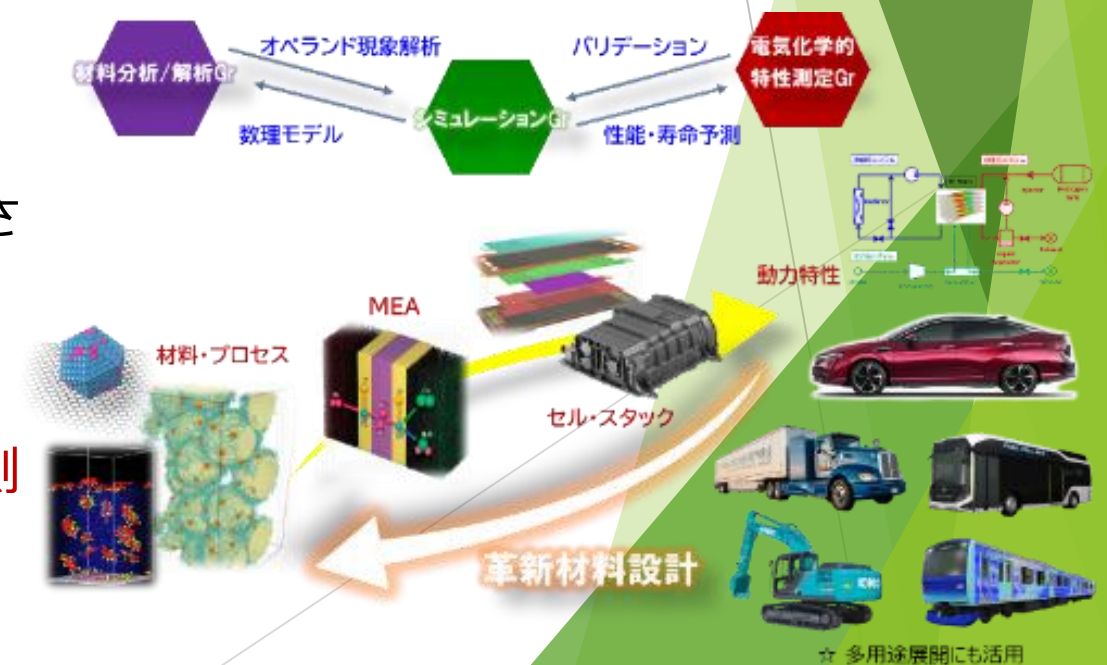 材料分析/解析Gr
オペランド現象解析
数理モデル
シミュレーションGr
バリデーション
性能・寿命予測
電気化学的
特性測定Gr
さ
則
動力特性
MEA
材料・プロセス
セル・スタック
革新材料設計
☆ 多用途展開にも活用